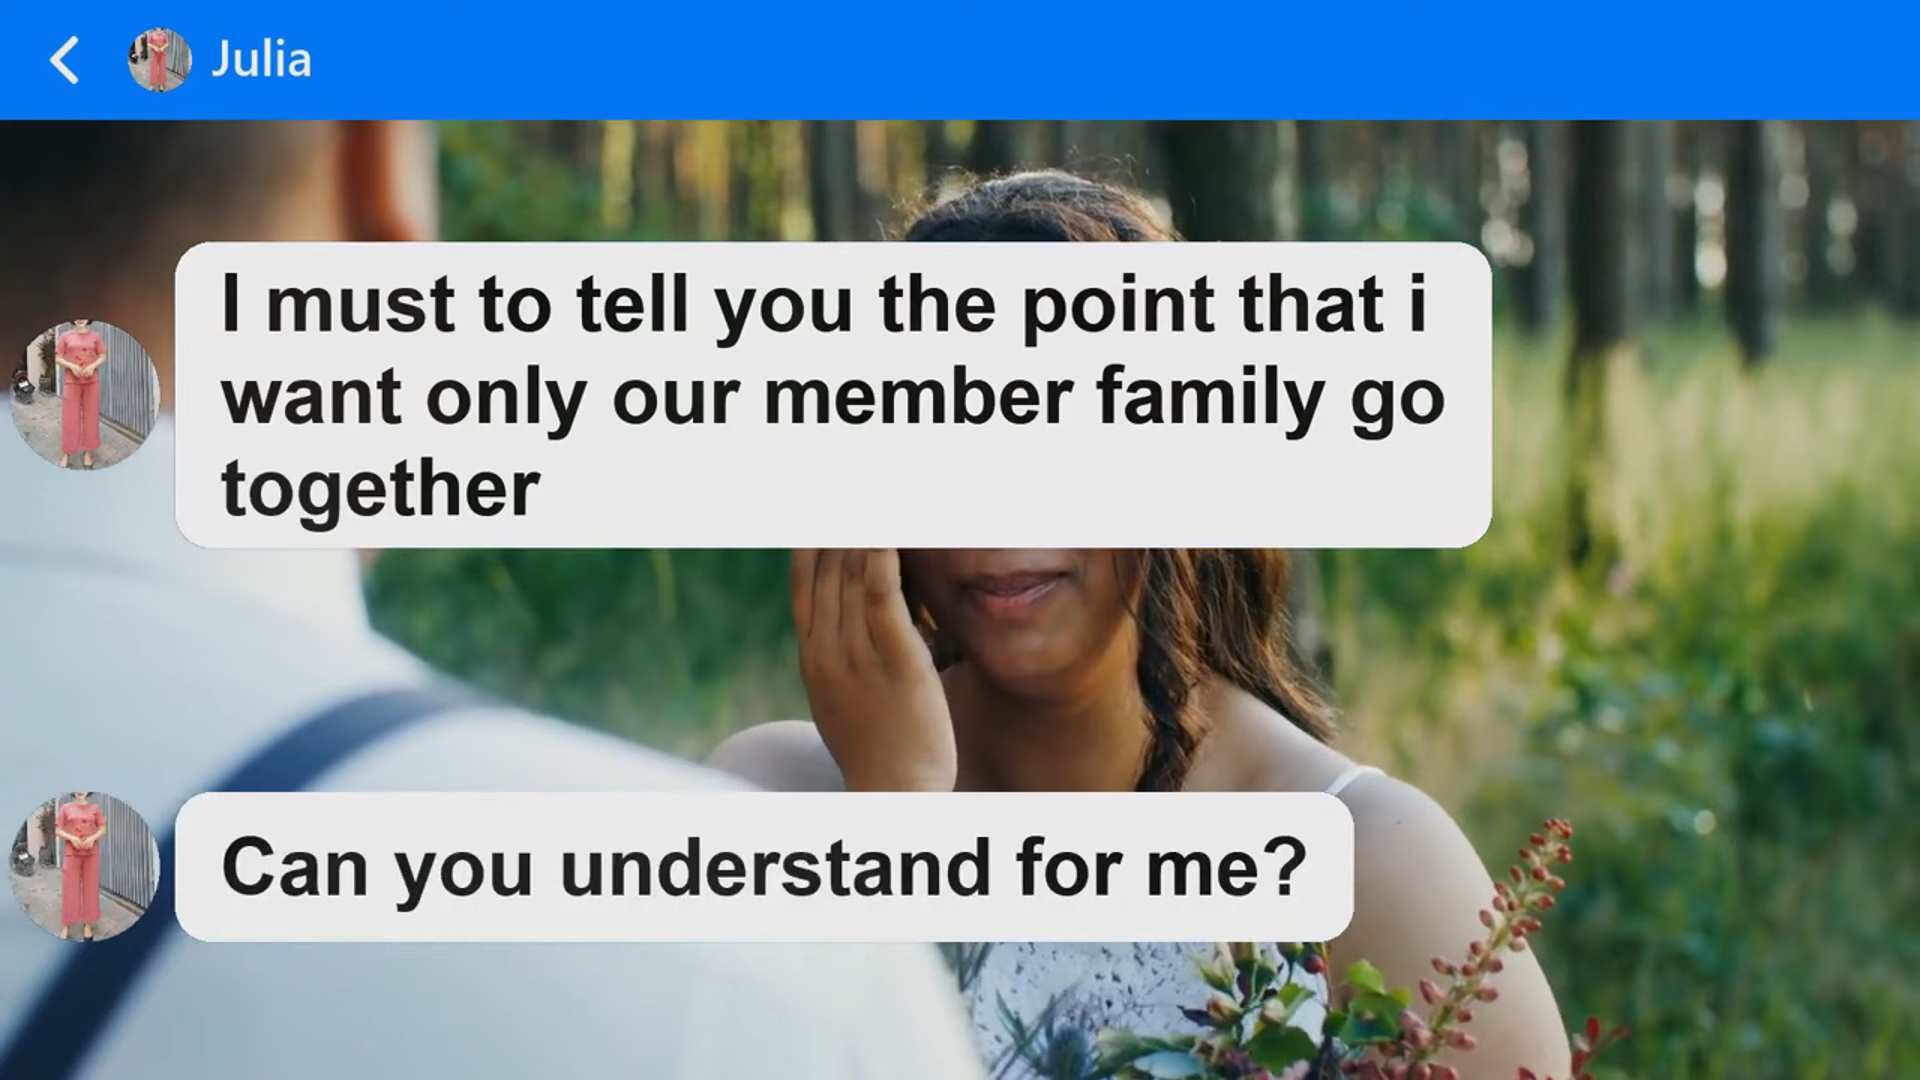 Julia
I must to tell you the point that i
want only our member family go
together
Can you understand for me?